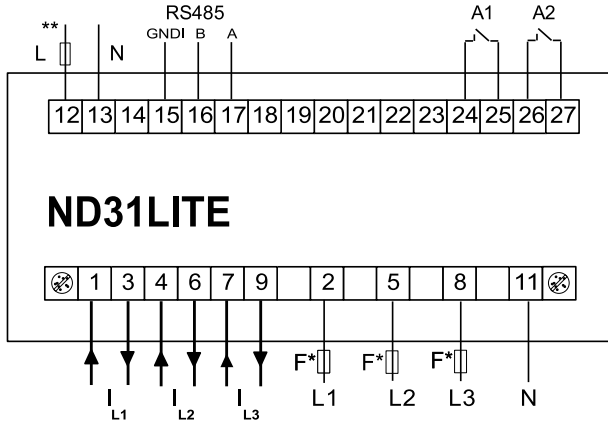 RS485
A1 A2
** GNDI B A
L N
12 13 14 15 16 17 18 19 20 21 22 23 24 25 26 27
ND31LITE
1 3 4 6 7 9 2 5 8 11
F* F* F*
I L1 I L2 I L3 L1 L2 L3 N